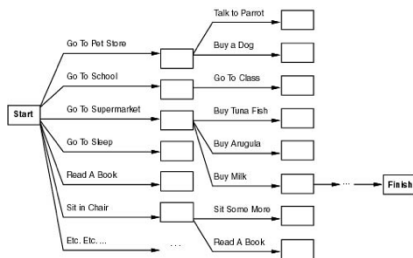 Talk to Parrot
Go To Pet Store
Buy a Dog
Go To School
Go To Class
Go To Supermarket
Buy Tuna Fish
Start
Go To Sleep
Buy Arugula
Read A Book
Buy Milk
...
Finish
Sit in Chair
Sit Some More
Etc. Etc. ...
...
Read A Book